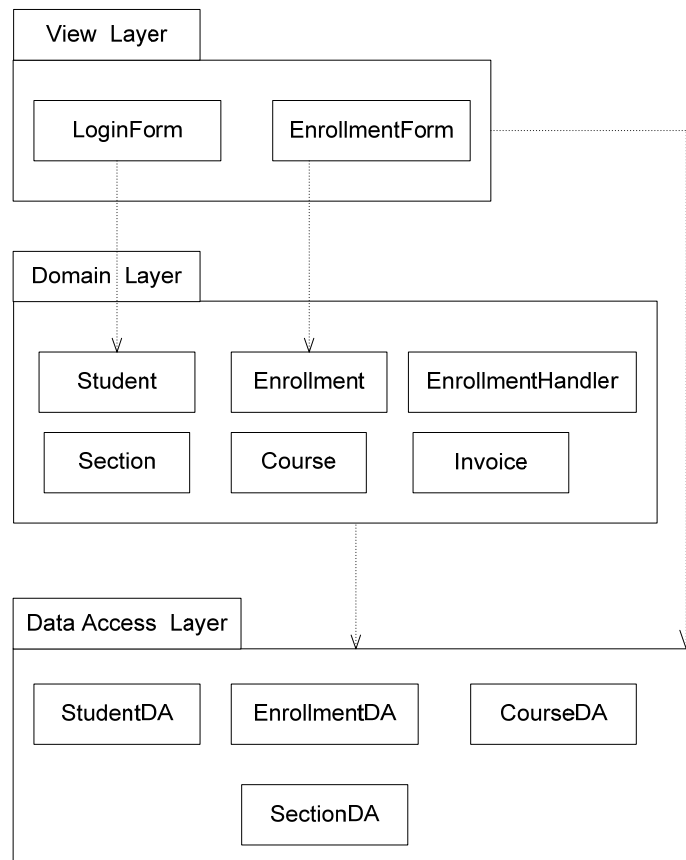 View Layer
LoginForm
EnrollmentForm
Domain Layer
Student
Enrollment
EnrollmentHandler
Section
Course
Invoice
Data Access Layer
StudentDA
EnrollmentDA
CourseDA
SectionDA